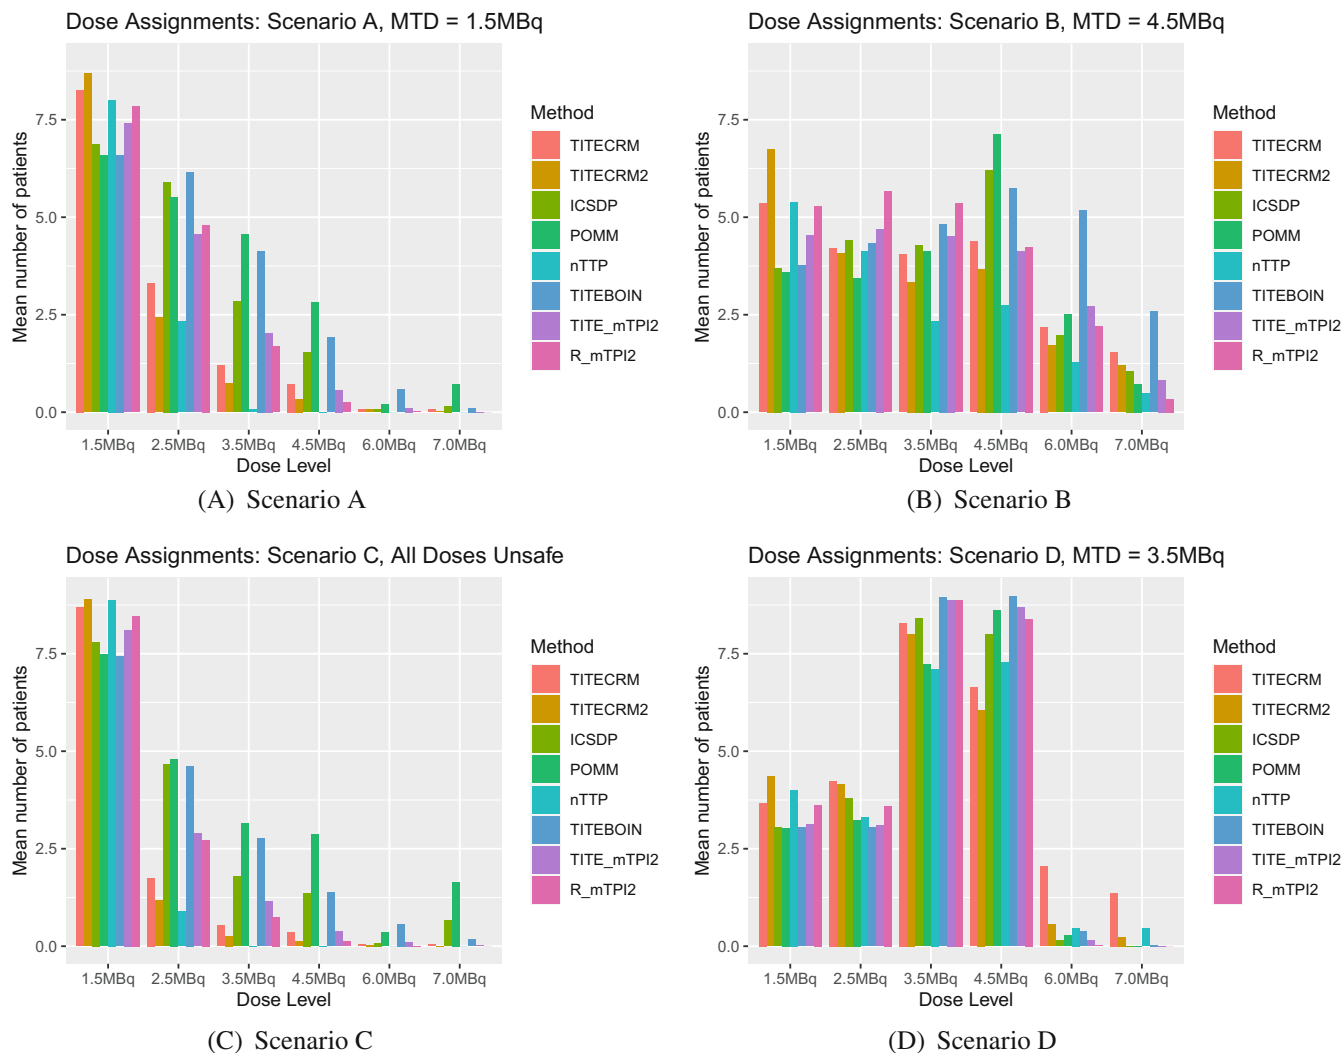 Dose Assignments: Scenario A, MTD = 1.5MBq
Mean number of patients
7.5
5.0
2.5
0.0
1.5MBq 2.5MBq 3.5MBq 4.5MBq 6.0MBq 7.0MBq
Dose Level
Method
TITECRM
TITECRM2
ICSDP
POMM
nTTP
TITEBOIN
TITE_mTPI2
R_mTPI2
(A) Scenario A
Dose Assignments: Scenario B, MTD = 4.5MBq
Mean number of patients
7.5
5.0
2.5
0.0
1.5MBq 2.5MBq 3.5MBq 4.5MBq 6.0MBq 7.0MBq
Dose Level
Method
TITECRM
TITECRM2
ICSDP
POMM
nTTP
TITEBOIN
TITE_mTPI2
R_mTPI2
(B) Scenario B
Dose Assignments: Scenario C, All Doses Unsafe
Mean number of patients
7.5
5.0
2.5
0.0
1.5MBq 2.5MBq 3.5MBq 4.5MBq 6.0MBq 7.0MBq
Dose Level
Method
TITECRM
TITECRM2
ICSDP
POMM
nTTP
TITEBOIN
TITE_mTPI2
R_mTPI2
(C) Scenario C
Dose Assignments: Scenario D, MTD = 3.5MBq
Mean number of patients
7.5
5.0
2.5
0.0
1.5MBq 2.5MBq 3.5MBq 4.5MBq 6.0MBq 7.0MBq
Dose Level
Method
TITECRM
TITECRM2
ICSDP
POMM
nTTP
TITEBOIN
TITE_mTPI2
R_mTPI2
(D) Scenario D